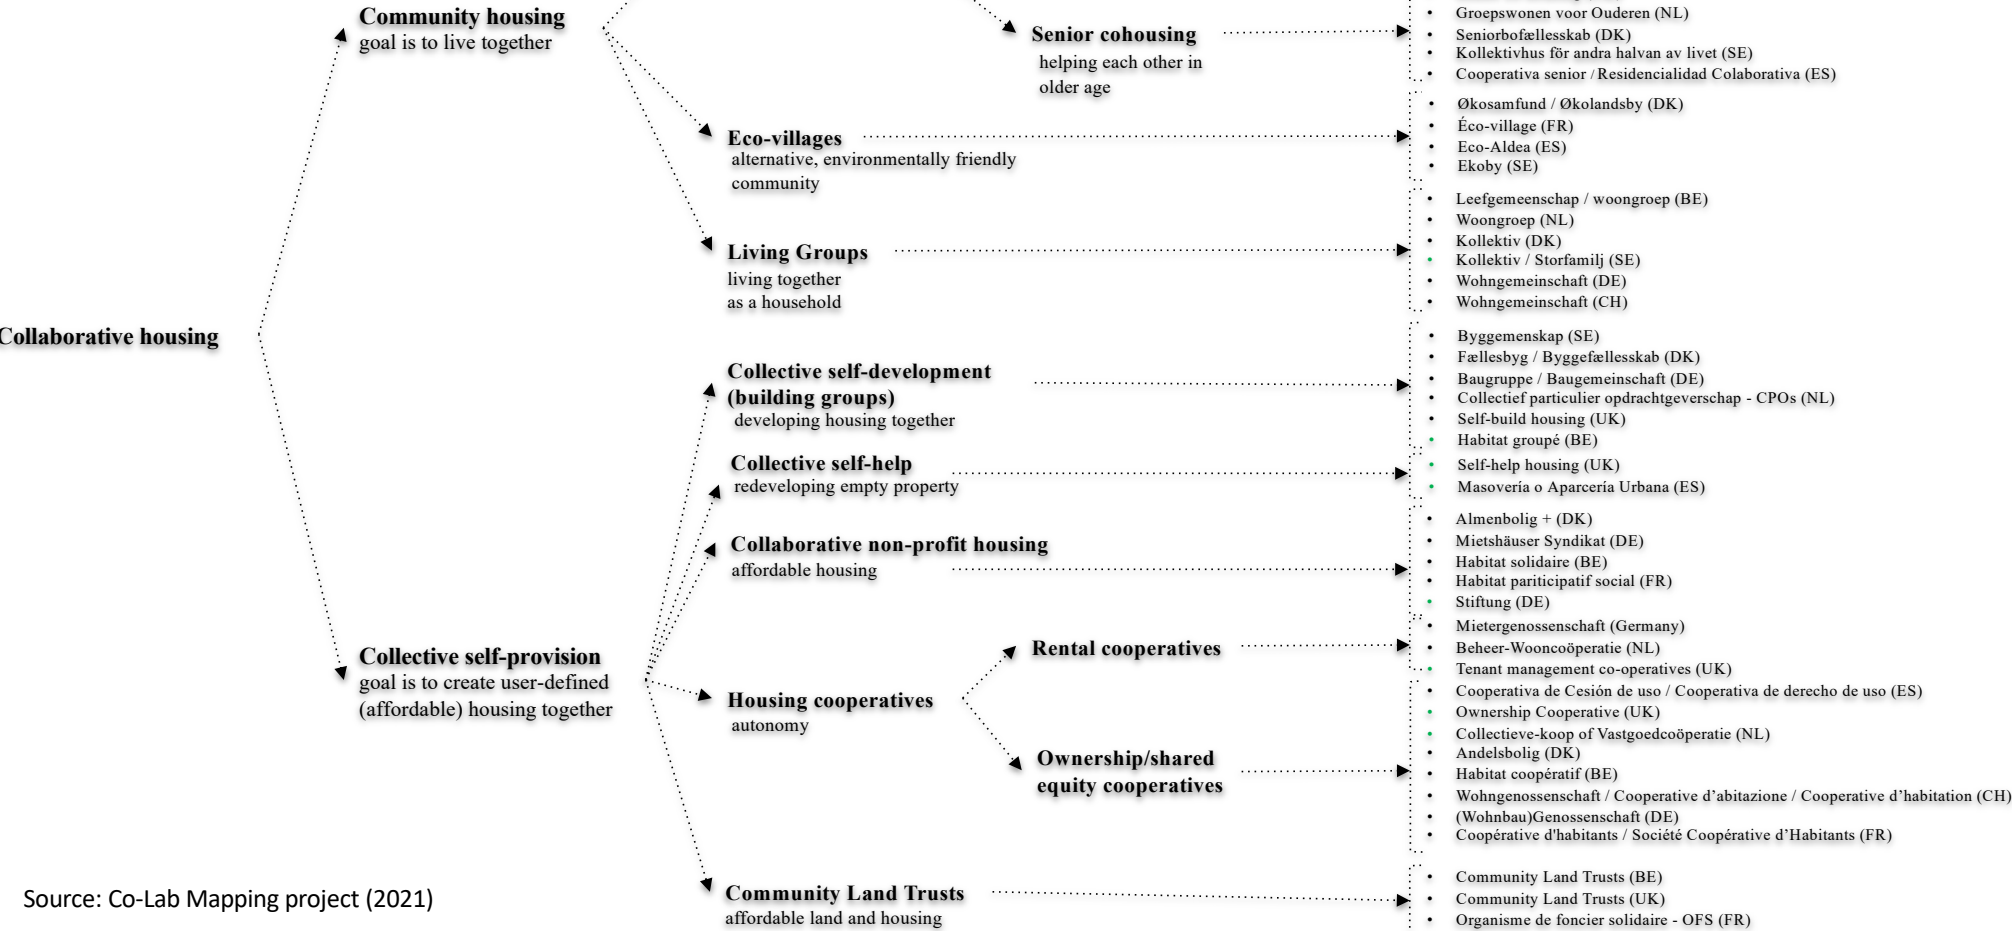 Community housing
goal is to live together
Senior cohousing
helping each other in
older age
• Groepswonen voor Ouderen (NL)
• Seniorbofællesskab (DK)
• Kollektivhus för andra halvan av livet (SE)
• Cooperativa senior / Residencialidad Colaborativa (ES)
Eco-villages
alternative, environmentally friendly
community
• Økosamfund / Økolandsby (DK)
• Éco-village (FR)
• Eco-Aldea (ES)
• Ekoby (SE)
Living Groups
living together
as a household
• Leefgemeenschap / woongroep (BE)
• Woongroep (NL)
• Kollektiv (DK)
• Kollektiv / Storfamilj (SE)
• Wohngemeinschaft (DE)
• Wohngemeinschaft (CH)
Collaborative housing
Collective self-development
(building groups)
developing housing together
• Byggemenskap (SE)
• Fællesbyg / Byggefællesskab (DK)
• Baugruppe / Baugemeinschaft (DE)
• Collectief particulier opdrachtgeverschap - CPOs (NL)
• Self-build housing (UK)
• Habitat groupé (BE)
Collective self-help
redeveloping empty property
• Self-help housing (UK)
• Masovería o Aparcería Urbana (ES)
Collaborative non-profit housing
affordable housing
• Almenbolig + (DK)
• Mietshäuser Syndikat (DE)
• Habitat solidaire (BE)
• Habitat pariticipatif social (FR)
• Stiftung (DE)
Collective self-provision
goal is to create user-defined
(affordable) housing together
Housing cooperatives
autonomy
Rental cooperatives
• Mietergenossenschaft (Germany)
• Beheer-Wooncoöperatie (NL)
• Tenant management co-operatives (UK)
Ownership/shared
equity cooperatives
• Cooperativa de Cesión de uso / Cooperativa de derecho de uso (ES)
• Ownership Cooperative (UK)
• Collectieve-koop of Vastgoedcoöperatie (NL)
• Andelsbolig (DK)
• Habitat coopératif (BE)
• Wohngenossenschaft / Cooperative d’abitazione / Cooperative d’habitation (CH)
• (Wohnbau)Genossenschaft (DE)
• Coopérative d'habitants / Société Coopérative d’Habitants (FR)
Community Land Trusts
affordable land and housing
• Community Land Trusts (BE)
• Community Land Trusts (UK)
• Organisme de foncier solidaire - OFS (FR)
Source: Co-Lab Mapping project (2021)